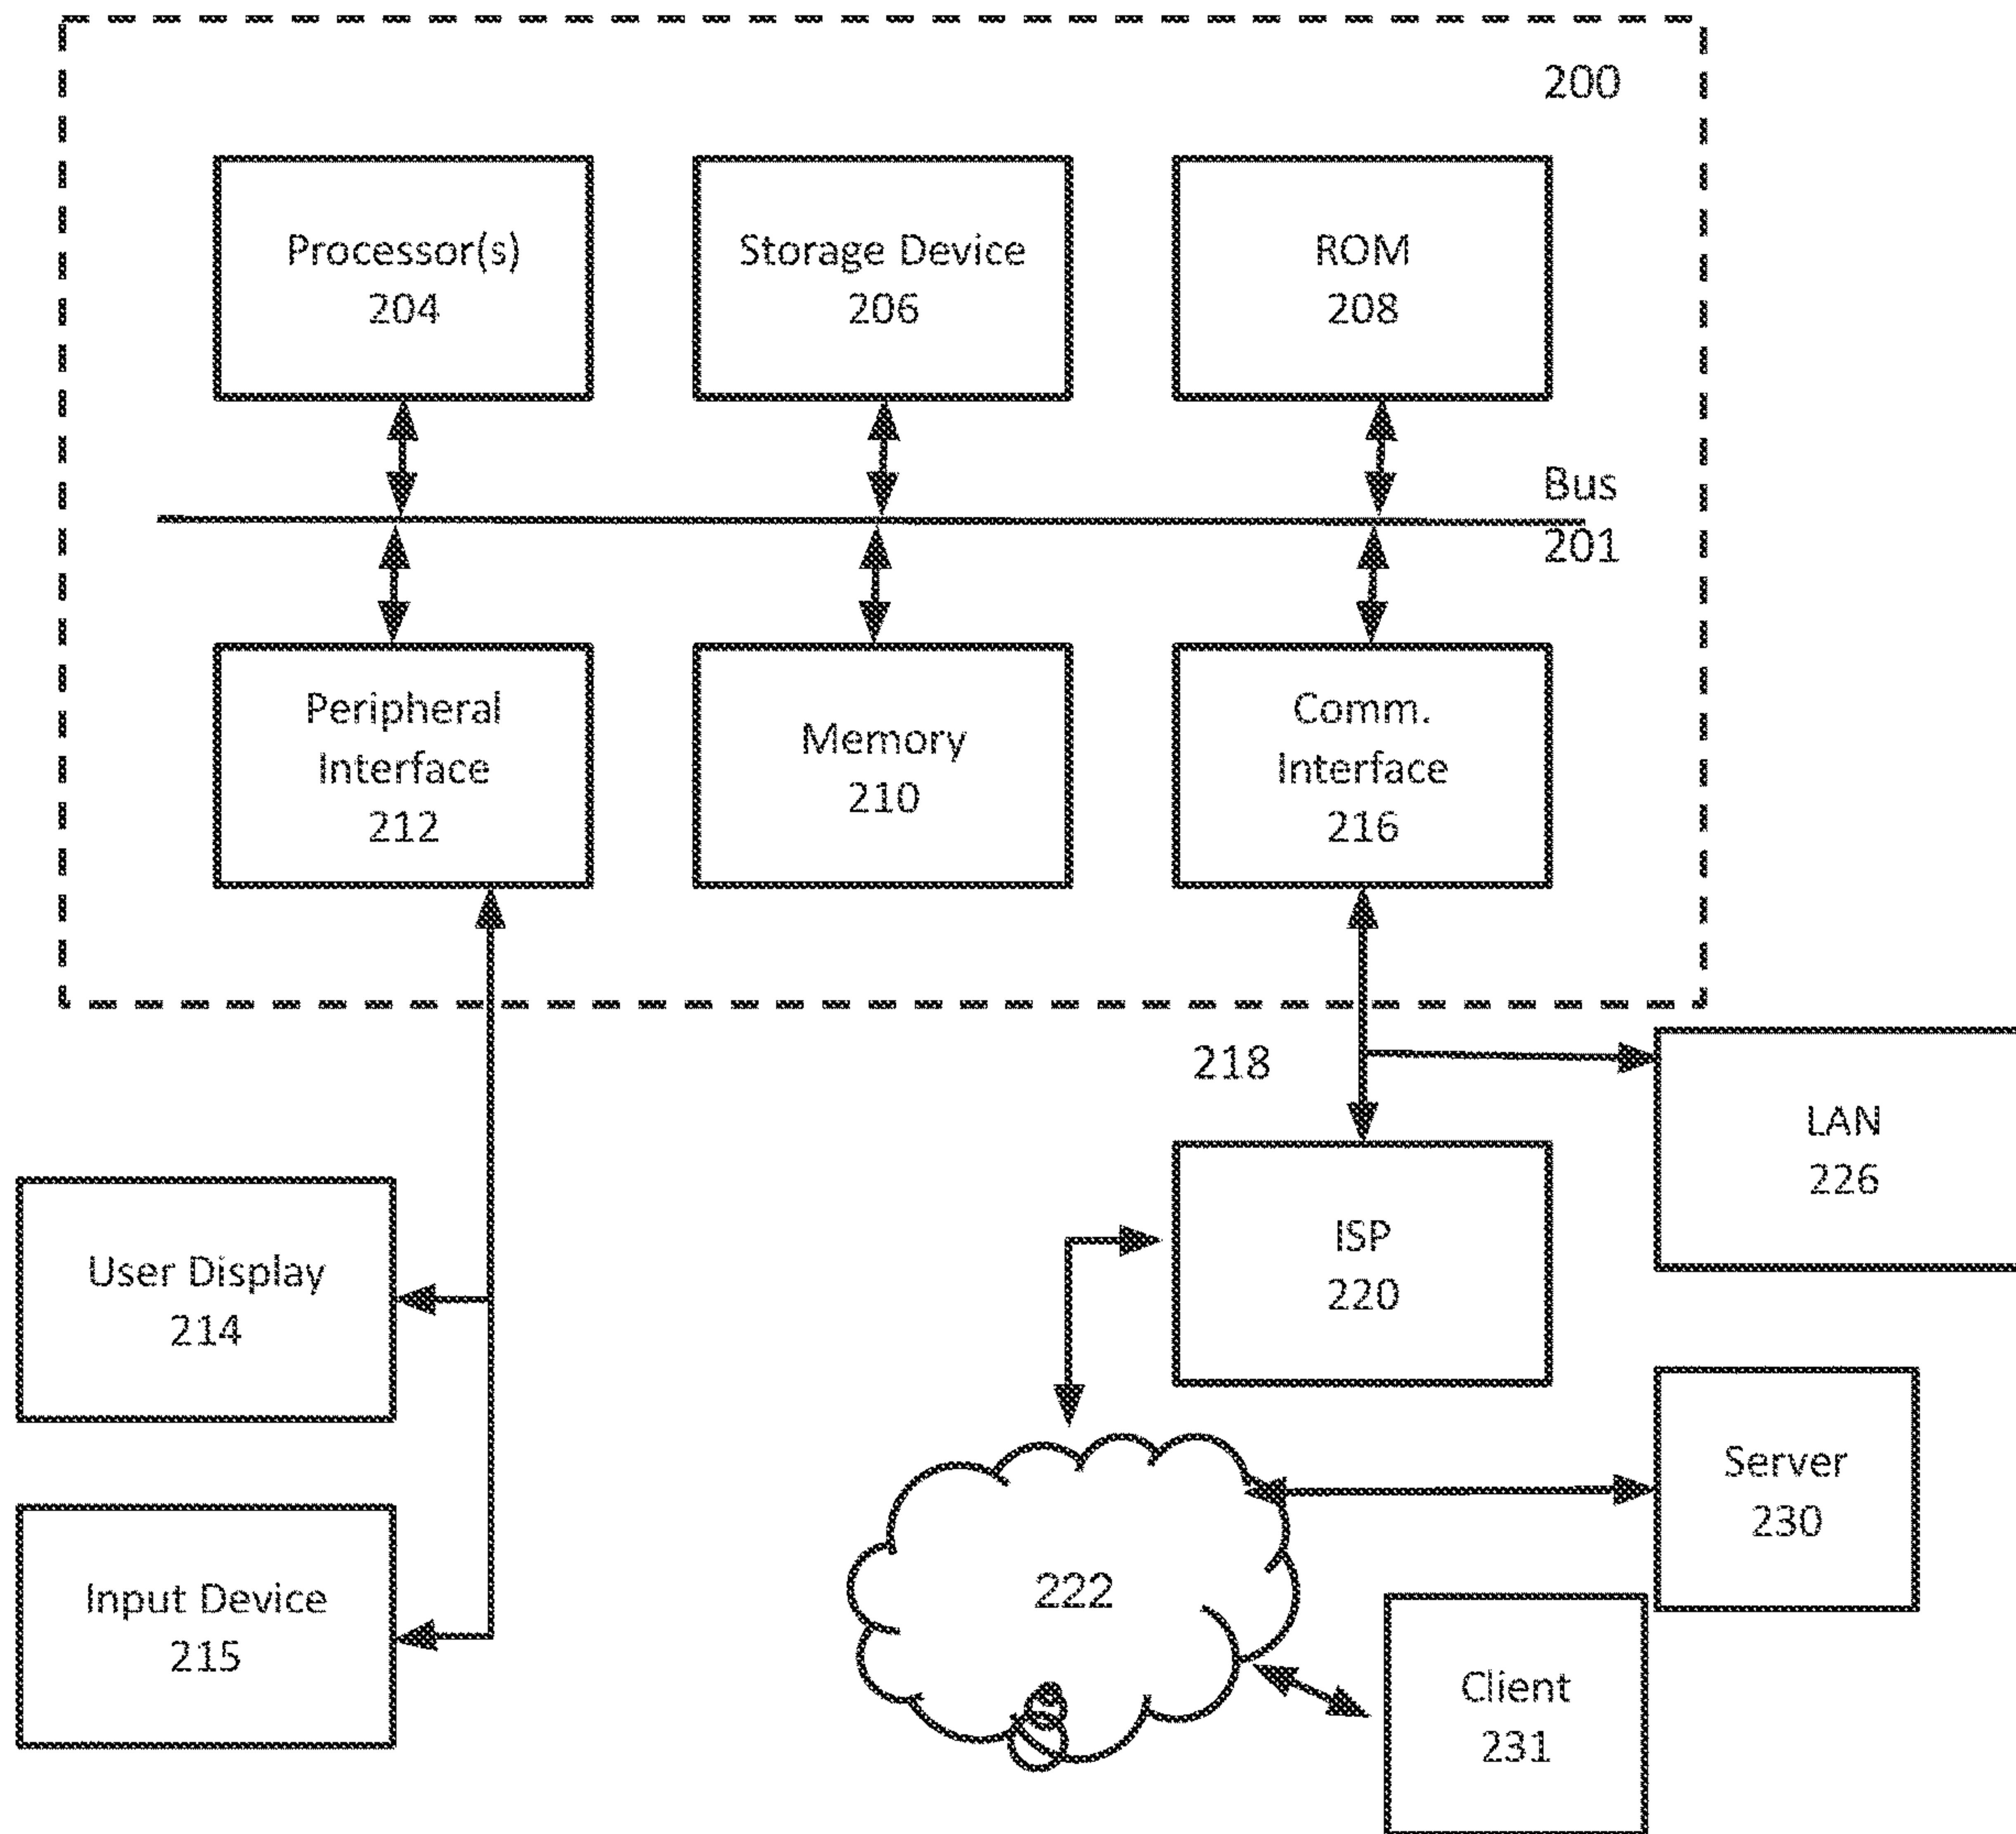 200
Processor(s)
204
Storage Device
206
ROM
208
Bus
201
Peripheral
Interface
212
Memory
210
Comm.
Interface
216
218
LAN
226
User Display
214
ISP
220
Server
230
Input Device
215
222
Client
231